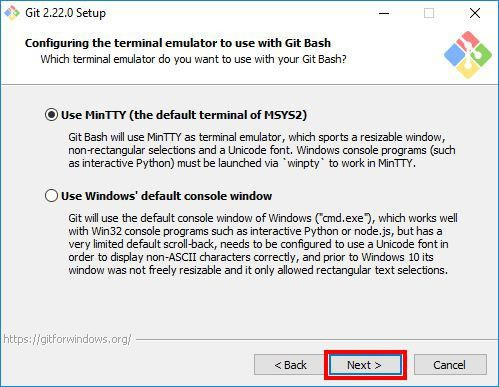 Git 2.22.0 Setup
Configuring the terminal emulator to use with Git Bash
Which terminal emulator do you want to use with your Git Bash?
Use MinTTY (the default terminal of MSYS2)
Git Bash will use MinTTY as terminal emulator, which sports a resizable window,
non-rectangular selections and a Unicode font. Windows console programs (such
as interactive Python) must be launched via `winpty` to work in MinTTY.
Use Windows' default console window
Git will use the default console window of Windows ("cmd.exe"), which works well
with Win32 console programs such as interactive Python or node.js, but has a
very limited default scroll-back, needs to be configured to use a Unicode font in
order to display non-ASCII characters correctly, and prior to Windows 10 its
window was not freely resizable and it only allowed rectangular text selections.
https://gitforwindows.org/
< Back
Next >
Cancel